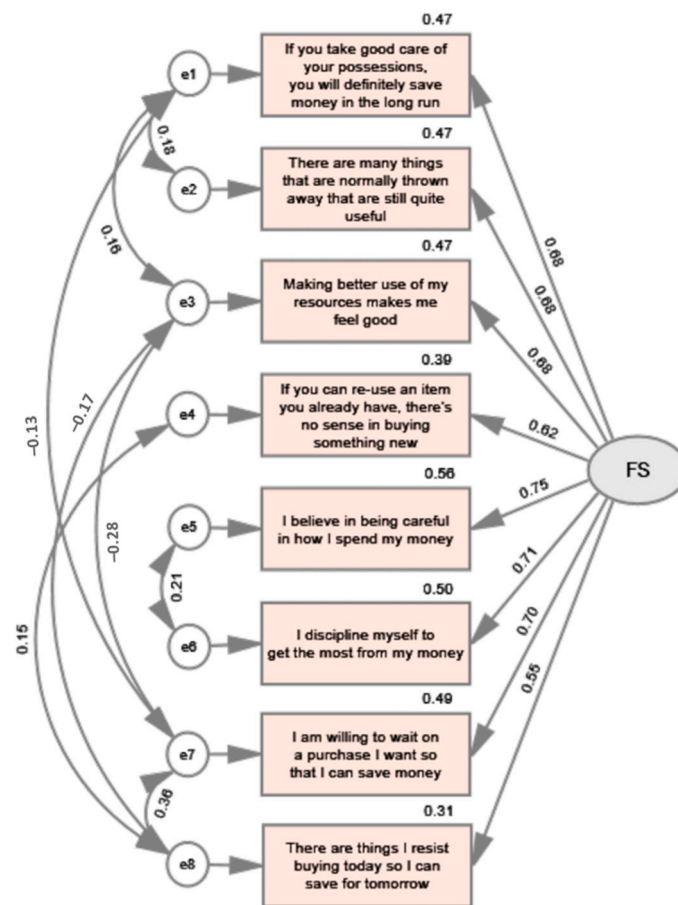 0.47
e1
If you take good care of
your possessions,
you will definitely save
money in the long run
0.18
0.47
e2
There are many things
that are normally thrown
away that are still quite
useful
0.68
0.16
0.47
e3
Making better use of my
resources makes me
feel good
0.68
0.68
0.39
e4
If you can re-use an item
you already have, there's
no sense in buying
something new
0.62
−0.13
−0.17
FS
0.56
e5
I believe in being careful
in how I spend my money
0.75
−0.28
0.21
0.50
e6
I discipline myself to
get the most from my money
0.71
0.15
0.70
0.55
0.49
e7
I am willing to wait on
a purchase I want so
that I can save money
0.36
0.31
e8
There are things I resist
buying today so I can
save for tomorrow